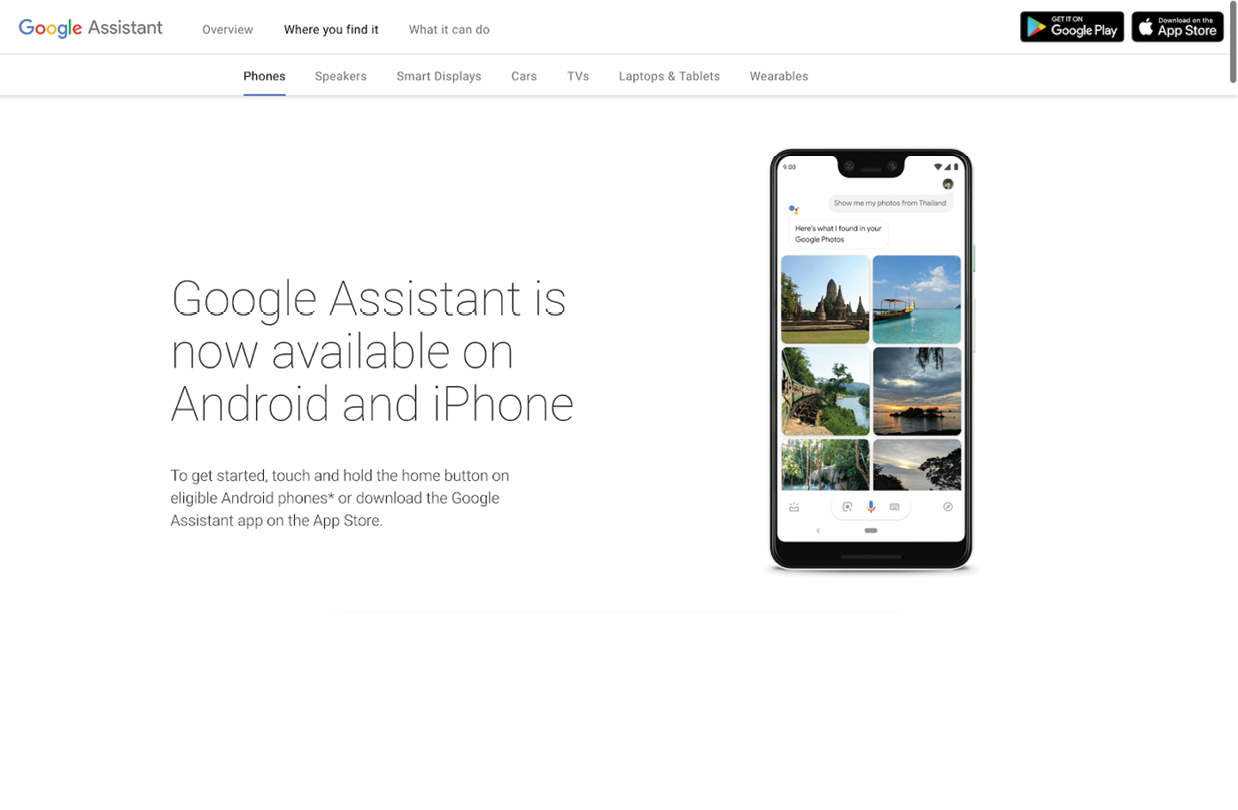 Google Assistant
Overview
Where you find it
What it can do
GET IT ON
Google Play
Download on the
App Store
Phones
Speakers
Smart Displays
Cars
TVs
Laptops & Tablets
Wearables
Google Assistant is
now available on
Android and iPhone
To get started, touch and hold the home button on
eligible Android phones* or download the Google
Assistant app on the App Store.
9:00
Show me my photos from Thailand
Here's what I found in your
Google Photos